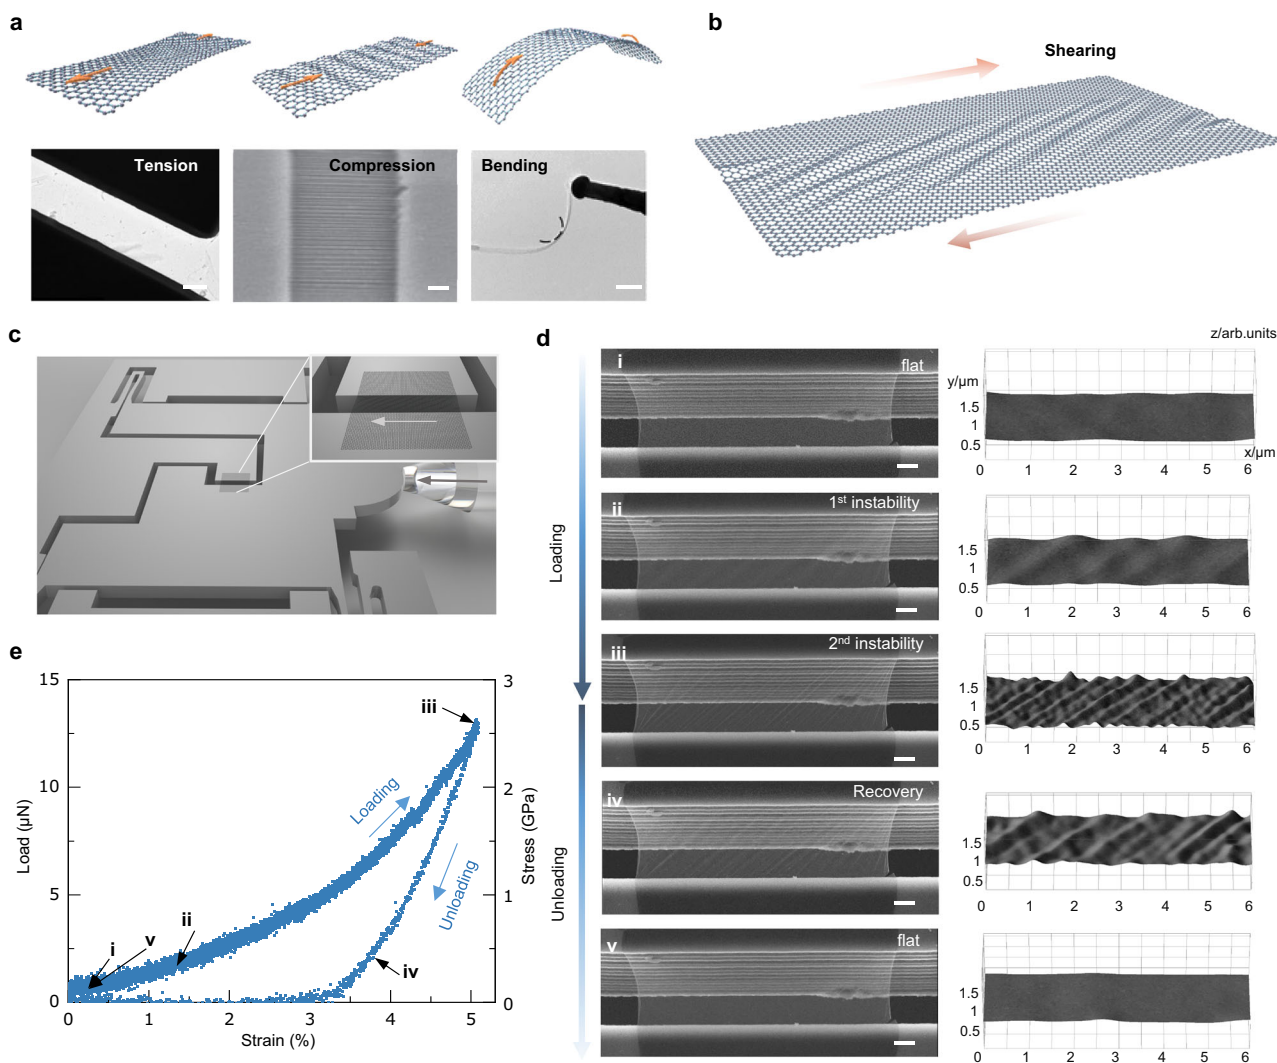 a
b
Shearing
Tension
Compression
Bending
c
d
z/arb.units
i
flat
y/µm
1.5
1
0.5
x/µm
0 1 2 3 4 5 6
ii
1st instability
1.5
1
0.5
0 1 2 3 4 5 6
Loading
iii
2nd instability
1.5
1
0.5
0 1 2 3 4 5 6
iv
Recovery
1.5
1
0.5
0 1 2 3 4 5 6
Unloading
v
flat
1.5
1
0.5
0 1 2 3 4 5 6
e
15
10
5
0
Load (µN)
3
2
1
0
Stress (GPa)
iii
Loading
Unloading
i
v
ii
iv
0 1 2 3 4 5
Strain (%)